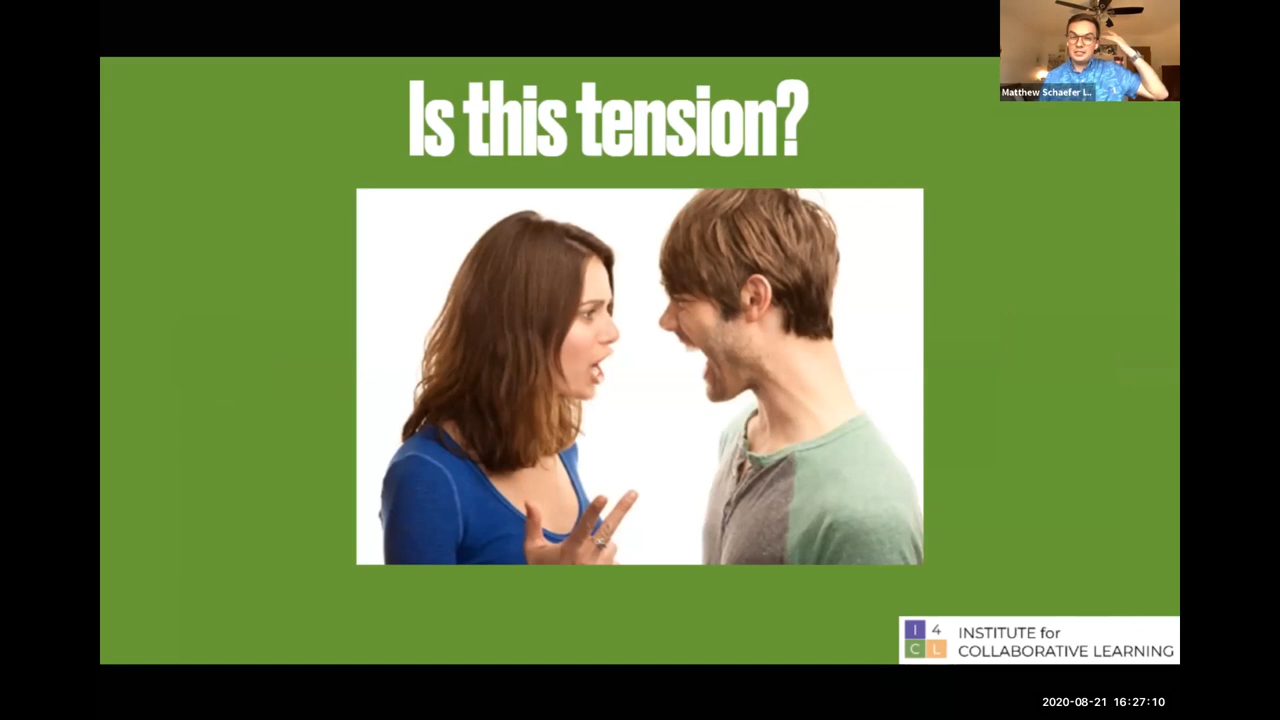 Is this tension?
Matthew Schaefer L..
I 4
C L
INSTITUTE for
COLLABORATIVE LEARNING
2020-08-21 16:27:10